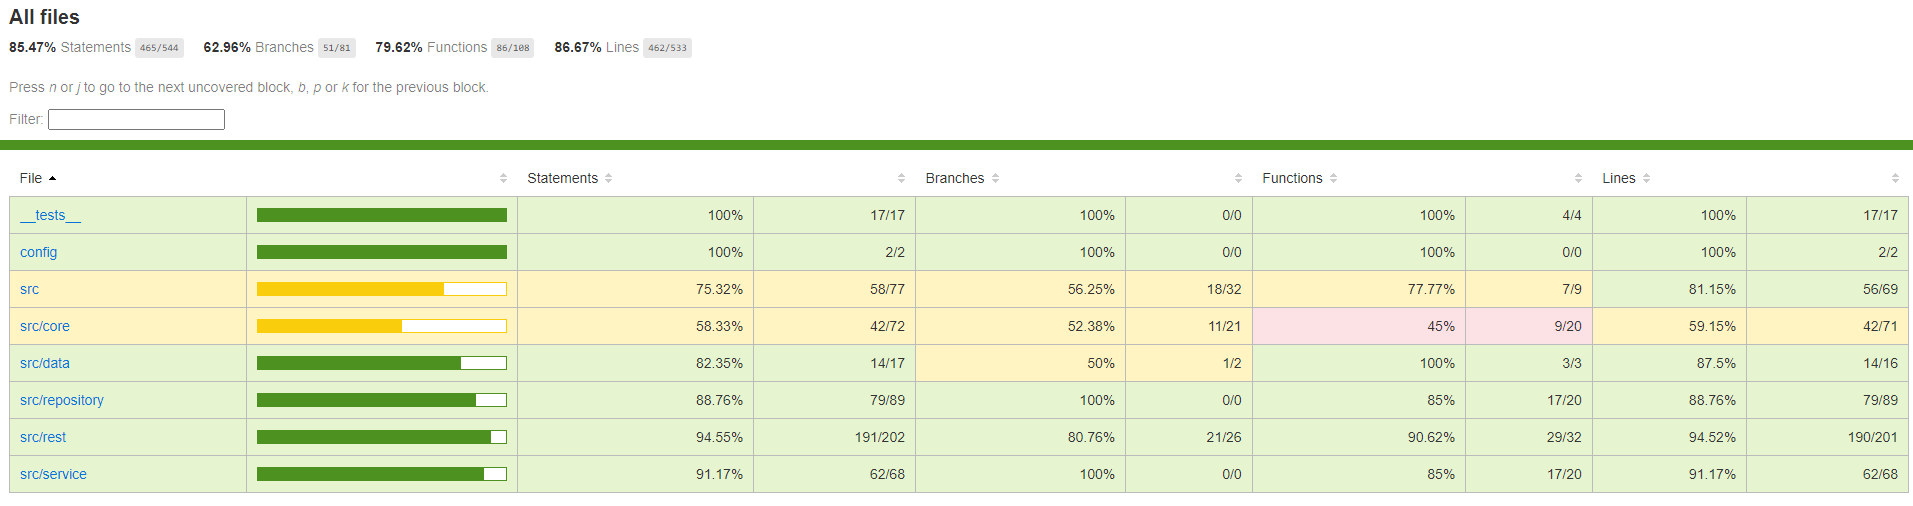 All files
85.47% Statements 465/544 62.96% Branches 51/81 79.62% Functions 86/108 86.67% Lines 462/533
Press n or j to go to the next uncovered block, b, p or k for the previous block.
Filter:
File Statements Branches Functions Lines
__tests__ 100% 17/17 100% 0/0 100% 4/4 100% 17/17
config 100% 2/2 100% 0/0 100% 0/0 100% 2/2
src 75.32% 58/77 56.25% 18/32 77.77% 7/9 81.15% 56/69
src/core 58.33% 42/72 52.38% 11/21 45% 9/20 59.15% 42/71
src/data 82.35% 14/17 50% 1/2 100% 3/3 87.5% 14/16
src/repository 88.76% 79/89 100% 0/0 85% 17/20 88.76% 79/89
src/rest 94.55% 191/202 80.76% 21/26 90.62% 29/32 94.52% 190/201
src/service 91.17% 62/68 100% 0/0 85% 17/20 91.17% 62/68